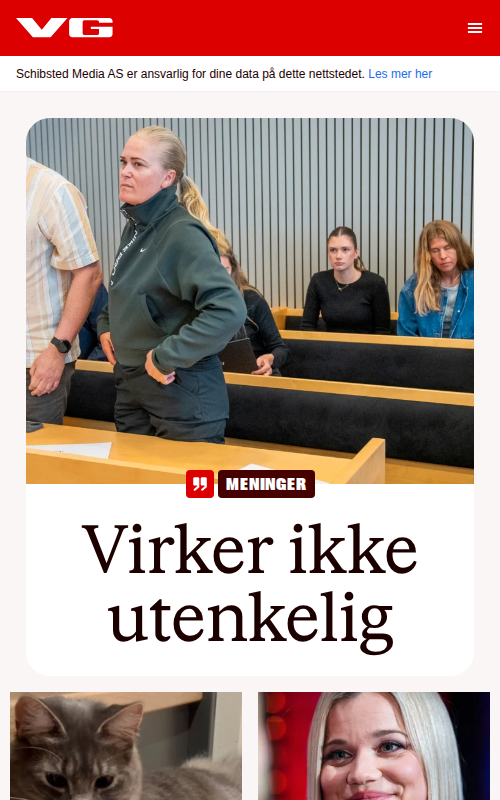 VG
Schibsted Media AS er ansvarlig for dine data på dette nettstedet. Les mer her
MENINGER
Virker ikke
utenkelig